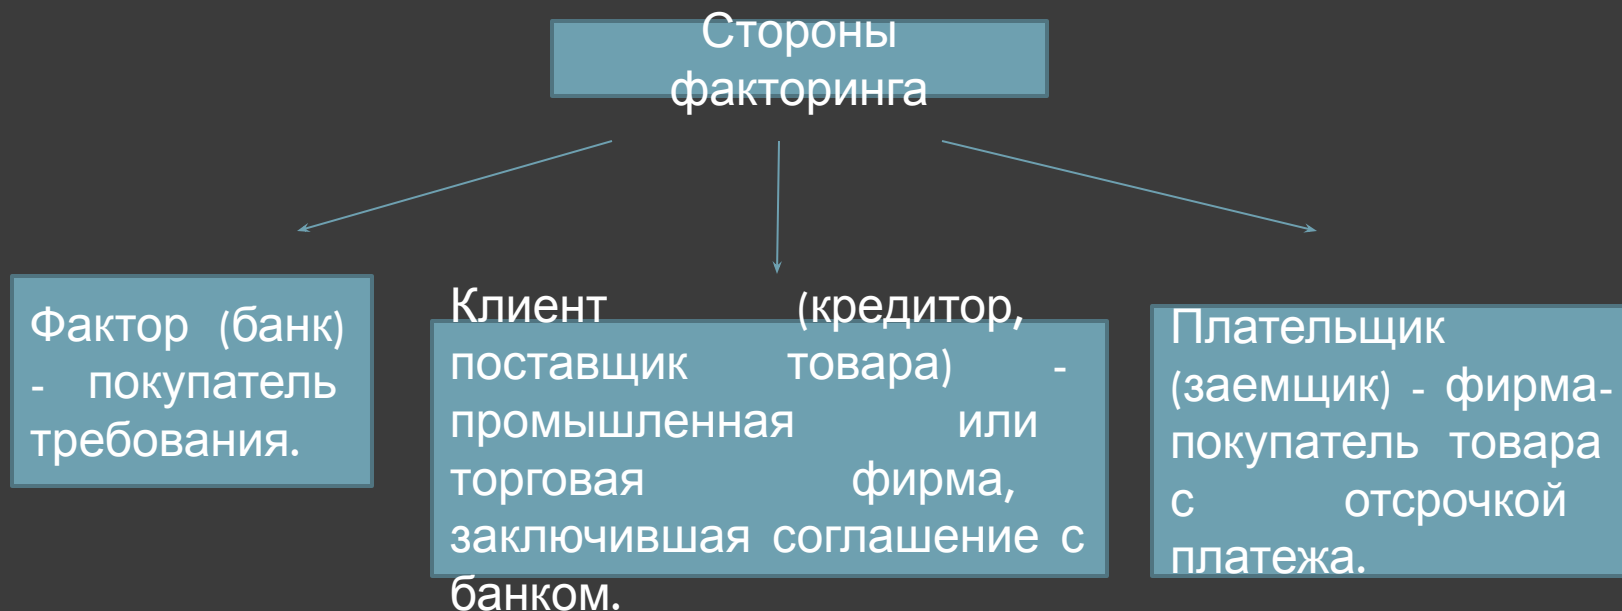 Стороны
факторинга
Фактор (банк)
- покупатель
требования.
Клиент (кредитор,
поставщик товара) -
промышленная или
торговая фирма,
заключившая соглашение с
банком.
Плательщик
(заемщик) - фирма-
покупатель товара
с отсрочкой
платежа.